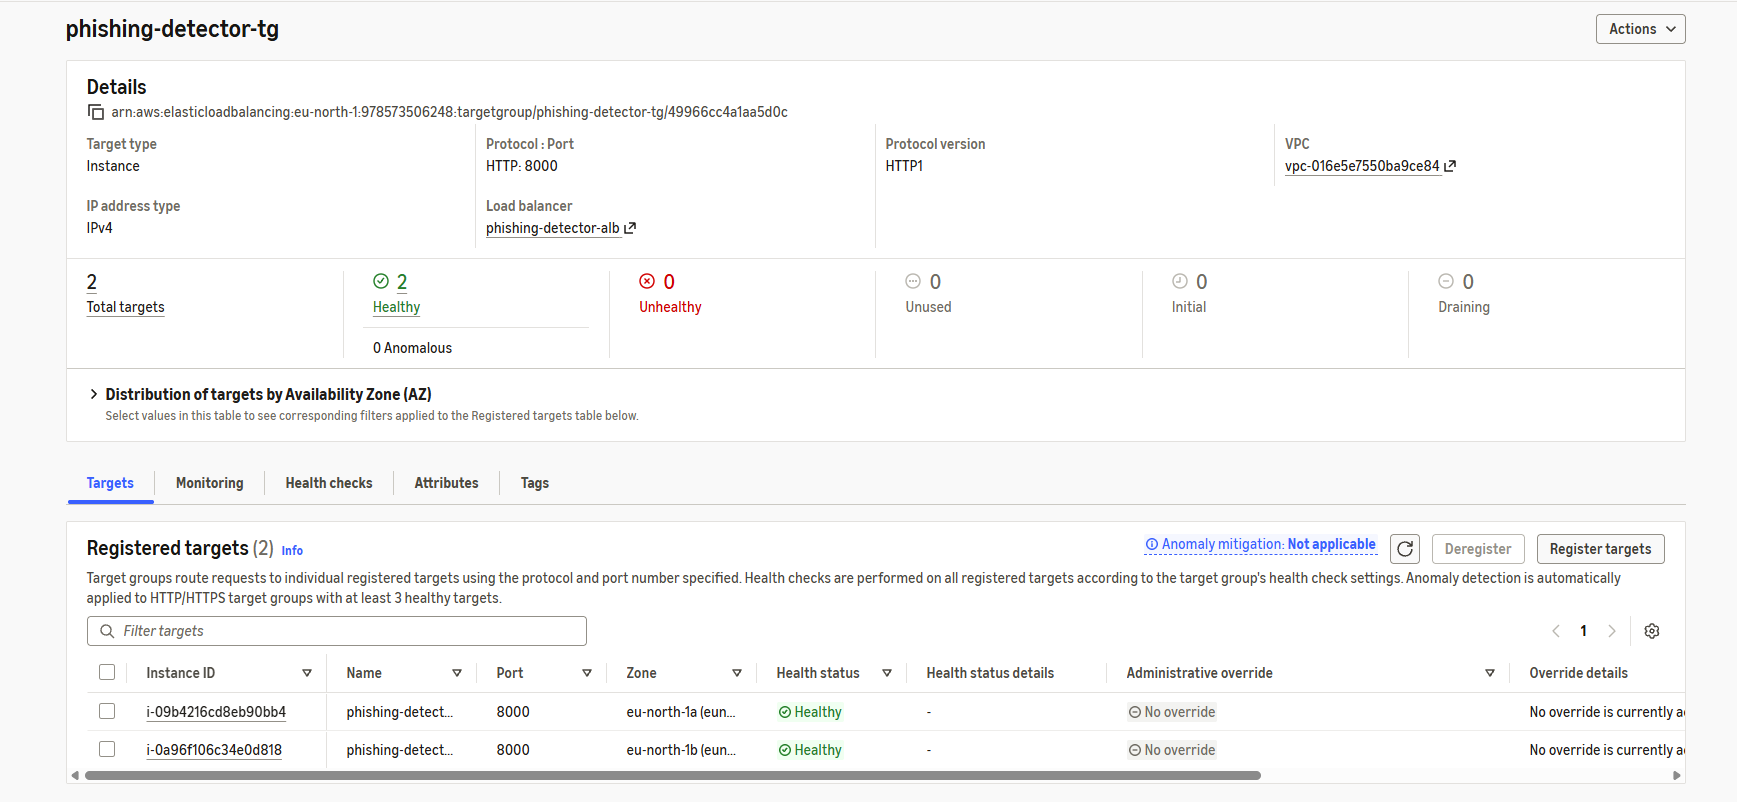 phishing-detector-tg
Actions
Details
arn:aws:elasticloadbalancing:eu-north-1:978573506248:targetgroup/phishing-detector-tg/49966cc4a1aa5d0c
Target type
Instance
Protocol : Port
HTTP: 8000
Protocol version
HTTP1
VPC
vpc-016e5e7550ba9ce84
IP address type
IPv4
Load balancer
phishing-detector-alb
2
Total targets
2
Healthy
0 Anomalous
0
Unhealthy
0
Unused
0
Initial
0
Draining
Distribution of targets by Availability Zone (AZ)
Select values in this table to see corresponding filters applied to the Registered targets table below.
Targets
Monitoring
Health checks
Attributes
Tags
Registered targets (2) Info
Anomaly mitigation: Not applicable
Deregister
Register targets
Target groups route requests to individual registered targets using the protocol and port number specified. Health checks are performed on all registered targets according to the target group's health check settings. Anomaly detection is automatically
applied to HTTP/HTTPS target groups with at least 3 healthy targets.
Filter targets
1
Instance ID Name Port Zone Health status Health status details Administrative override Override details
i-09b4216cd8eb90bb4 phishing-detect... 8000 eu-north-1a (eun... Healthy - No override No override is currently a
i-0a96f106c34e0d818 phishing-detect... 8000 eu-north-1b (eun... Healthy - No override No override is currently a